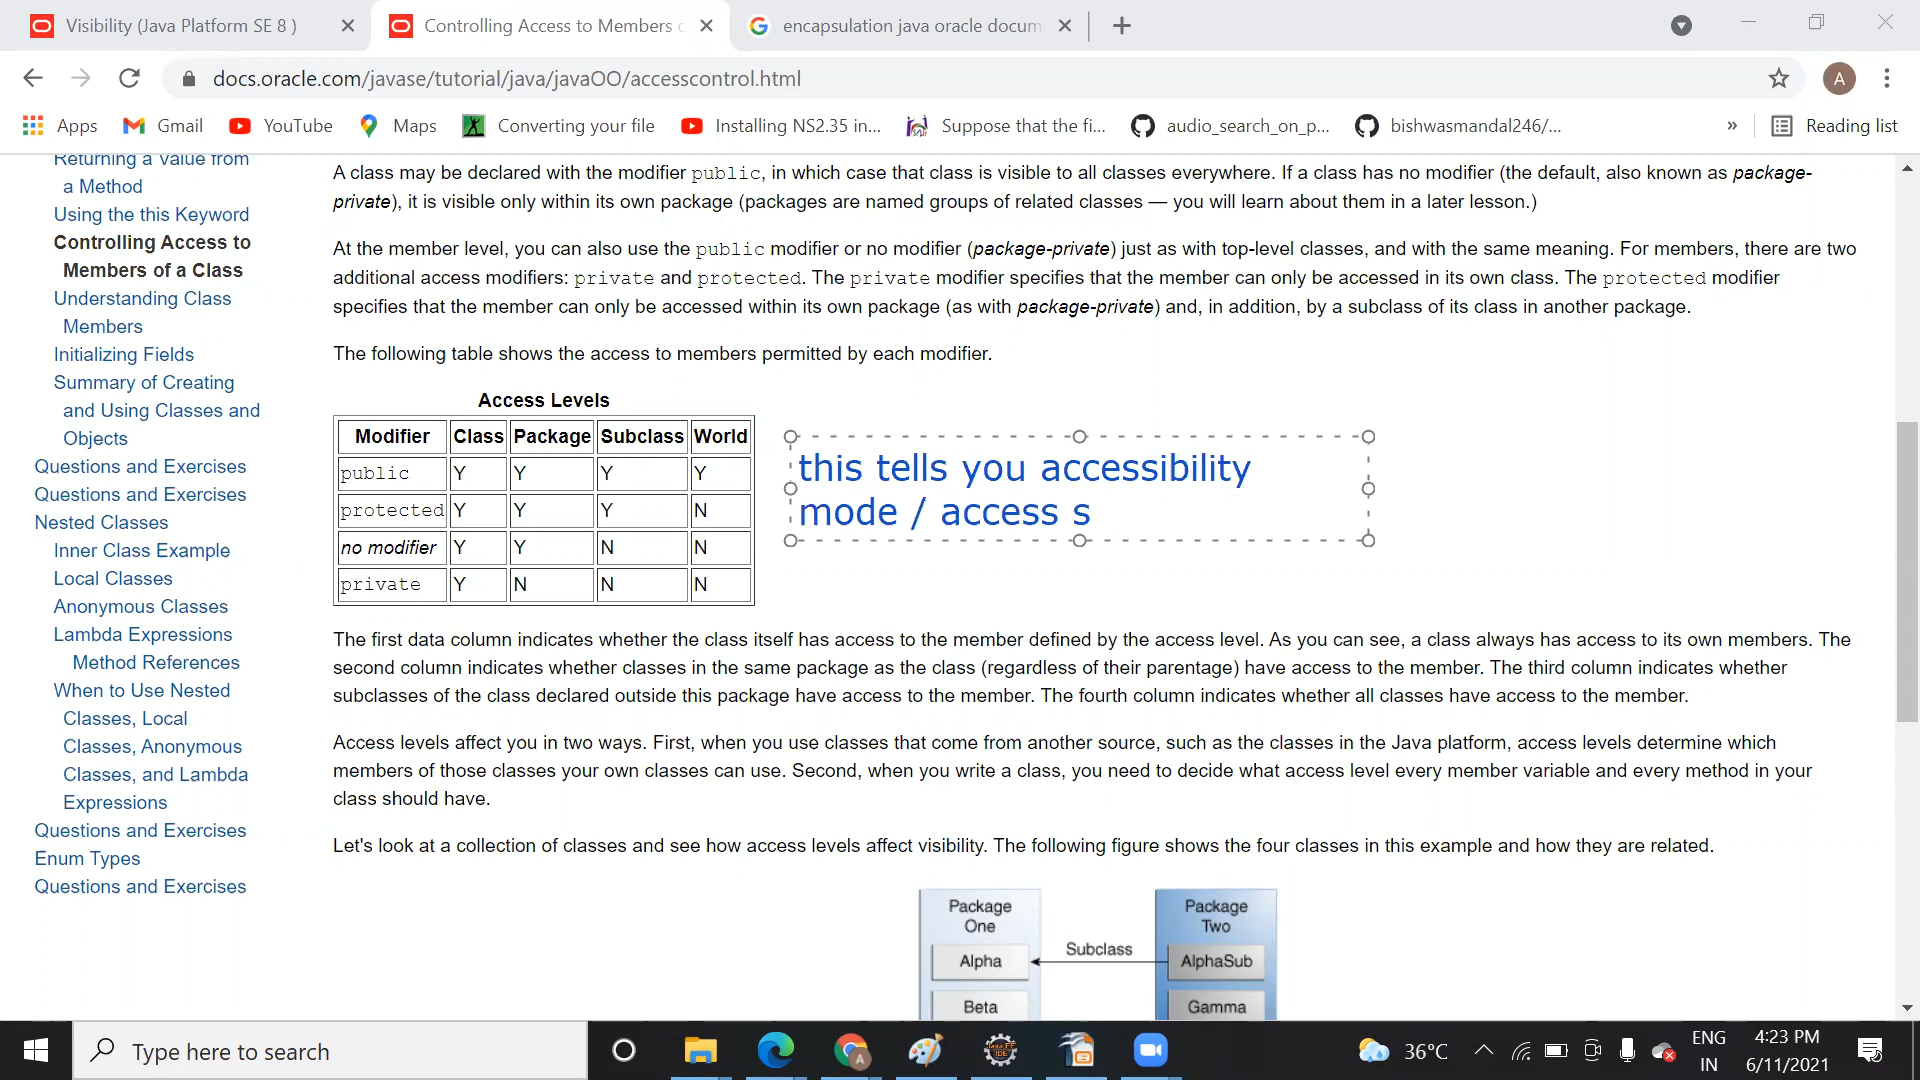 Visibility (Java Platform SE 8 )
Controlling Access to Members
encapsulation java oracle docum
docs.oracle.com/javase/tutorial/java/javaOO/accesscontrol.html
A
Apps
Gmail
YouTube
Maps
Converting your file
Installing NS2.35 in...
Suppose that the fi...
audio_search_on_p...
bishwasmandal246/...
»
Reading list
Returning a Value from
a Method
Using the this Keyword
Controlling Access to
Members of a Class
Understanding Class
Members
Initializing Fields
Summary of Creating
and Using Classes and
Objects
Questions and Exercises
Questions and Exercises
Nested Classes
Inner Class Example
Local Classes
Anonymous Classes
Lambda Expressions
Method References
When to Use Nested
Classes, Local
Classes, Anonymous
Classes, and Lambda
Expressions
Questions and Exercises
Enum Types
Questions and Exercises
A class may be declared with the modifier public, in which case that class is visible to all classes everywhere. If a class has no modifier (the default, also known as package-
private), it is visible only within its own package (packages are named groups of related classes — you will learn about them in a later lesson.)
At the member level, you can also use the public modifier or no modifier (package-private) just as with top-level classes, and with the same meaning. For members, there are two
additional access modifiers: private and protected. The private modifier specifies that the member can only be accessed in its own class. The protected modifier
specifies that the member can only be accessed within its own package (as with package-private) and, in addition, by a subclass of its class in another package.
The following table shows the access to members permitted by each modifier.
Access Levels
Modifier Class Package Subclass World
public Y Y Y Y
protected Y Y Y N
no modifier Y Y N N
private Y N N N
this tells you accessibility
mode / access s
The first data column indicates whether the class itself has access to the member defined by the access level. As you can see, a class always has access to its own members. The
second column indicates whether classes in the same package as the class (regardless of their parentage) have access to the member. The third column indicates whether
subclasses of the class declared outside this package have access to the member. The fourth column indicates whether all classes have access to the member.
Access levels affect you in two ways. First, when you use classes that come from another source, such as the classes in the Java platform, access levels determine which
members of those classes your own classes can use. Second, when you write a class, you need to decide what access level every member variable and every method in your
class should have.
Let's look at a collection of classes and see how access levels affect visibility. The following figure shows the four classes in this example and how they are related.
Package
One
Alpha
Beta
Subclass
Package
Two
AlphaSub
Gamma
Type here to search
36°C
ENG
IN
4:23 PM
6/11/2021